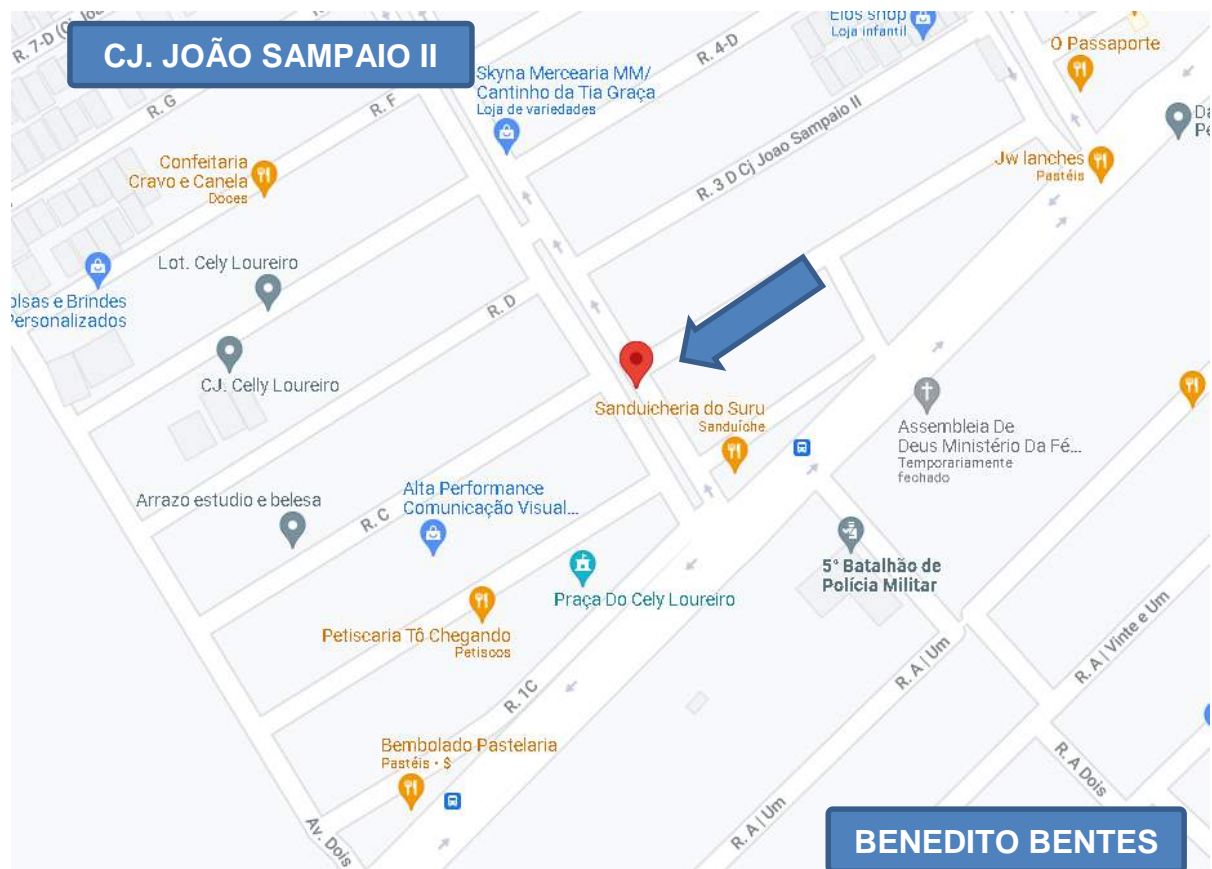 R. 7-D (Cj Joa
CJ. JOÃO SAMPAIO II
R. G
R. F
Skyna Mercearia MM/
Cantinho da Tia Graça
Loja de variedades
R. 4-D
Elos shop
Loja infantil
O Passaporte
Da
Pe
Confeitaria
Cravo e Canela
Doces
R. 3 D Cj Joao Sampaio II
Jw lanches
Pastéis
Lot. Cely Loureiro
olsas e Brindes
Personalizados
R. D
CJ. Celly Loureiro
Sanduicheria do Suru
Sanduíche
Assembleia De
Deus Ministério Da Fé...
Temporariamente
fechado
Arrazo estudio e belesa
R. C
Alta Performance
Comunicação Visual...
5° Batalhão de
Polícia Militar
Praça Do Cely Loureiro
Petiscaria Tô Chegando
Petiscos
R. 1C
R. A | Um
R. A | Vinte e Um
Bembolado Pastelaria
Pastéis · $
R. A Dois
Av. Dois
R. A | Um
BENEDITO BENTES